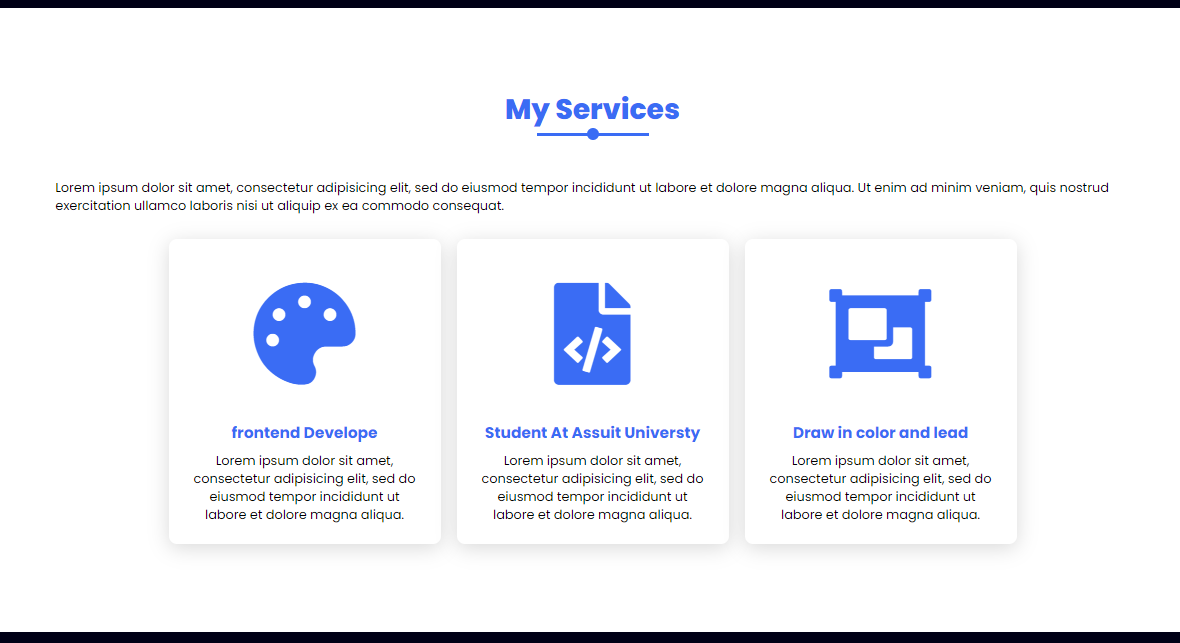 My Services
Lorem ipsum dolor sit amet, consectetur adipisicing elit, sed do eiusmod tempor incididunt ut labore et dolore magna aliqua. Ut enim ad minim veniam, quis nostrud
exercitation ullamco laboris nisi ut aliquip ex ea commodo consequat.
frontend Develope
Lorem ipsum dolor sit amet,
consectetur adipisicing elit, sed do
eiusmod tempor incididunt ut
labore et dolore magna aliqua.
Student At Assuit Universty
Lorem ipsum dolor sit amet,
consectetur adipisicing elit, sed do
eiusmod tempor incididunt ut
labore et dolore magna aliqua.
Draw in color and lead
Lorem ipsum dolor sit amet,
consectetur adipisicing elit, sed do
eiusmod tempor incididunt ut
labore et dolore magna aliqua.